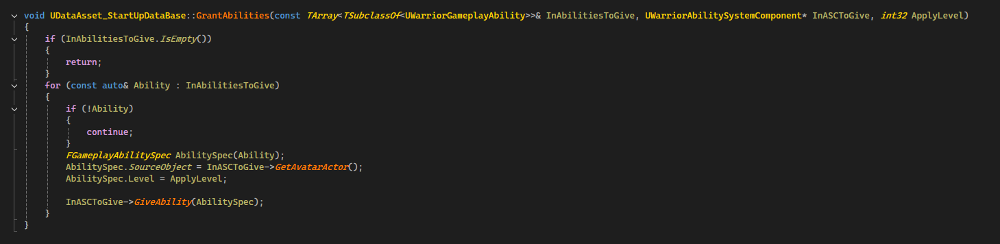 void UDataAsset_StartUpDataBase::GrantAbilities(const TArray<TSubclassOf<UWarriorGameplayAbility>>& InAbilitiesToGive, UWarriorAbilitySystemComponent* InASCToGive, int32 ApplyLevel)
{
    if (InAbilitiesToGive.IsEmpty())
    {
        return;
    }
    for (const auto& Ability : InAbilitiesToGive)
    {
        if (!Ability)
        {
            continue;
        }
        FGameplayAbilitySpec AbilitySpec(Ability);
        AbilitySpec.SourceObject = InASCToGive->GetAvatarActor();
        AbilitySpec.Level = ApplyLevel;

        InASCToGive->GiveAbility(AbilitySpec);
    }
}